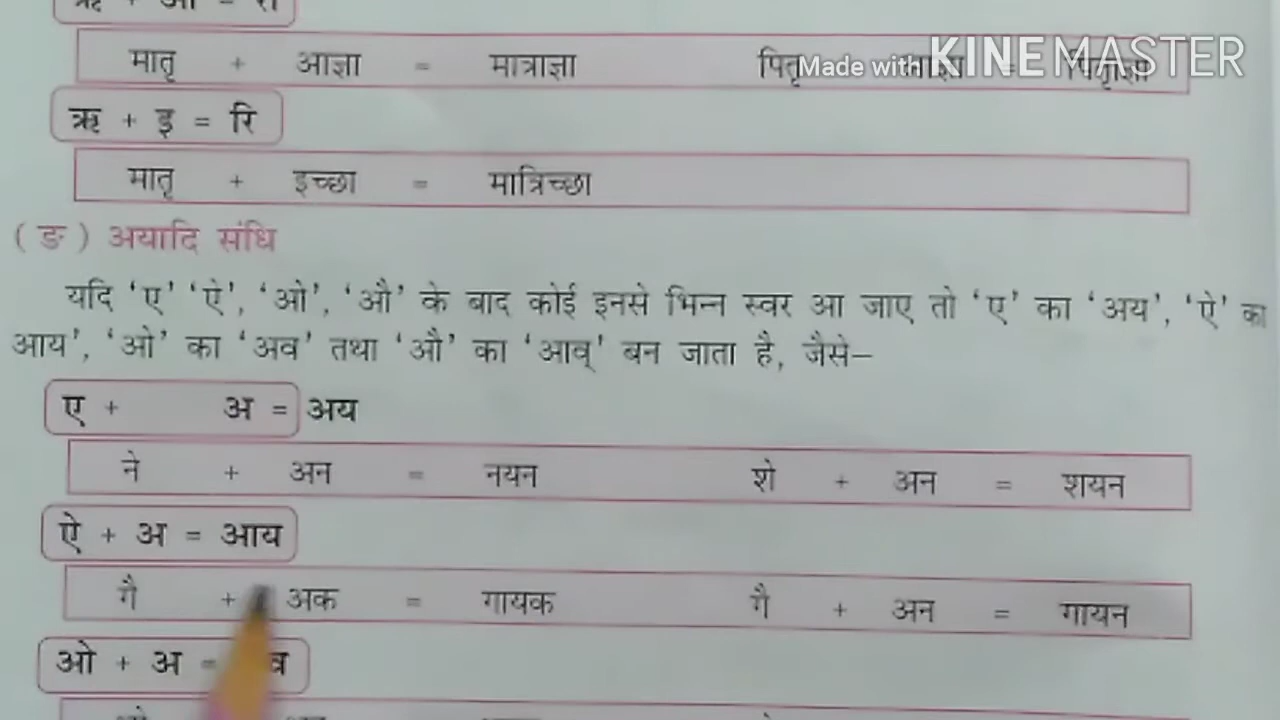 ऋ + आ = रा
मातृ + आज्ञा = मात्राज्ञा पितृ
Made with KINEMASTER
ऋ + इ = रि
मातृ + इच्छा = मात्रिच्छा
( ङ ) अयादि संधि
यदि ‘ए’ ‘ऐ’, ‘ओ’, ‘औ’ के बाद कोई इनसे भिन्न स्वर आ जाए तो ‘ए’ का ‘अय’, ‘ऐ’ का
आय’, ‘ओ’ का ‘अव’ तथा ‘औ’ का ‘आव्’ बन जाता है, जैसे–
ए + अ = अय
ने + अन = नयन शे + अन = शयन
ऐ + अ = आय
गै + अक = गायक गै + अन = गायन
ओ + अ =